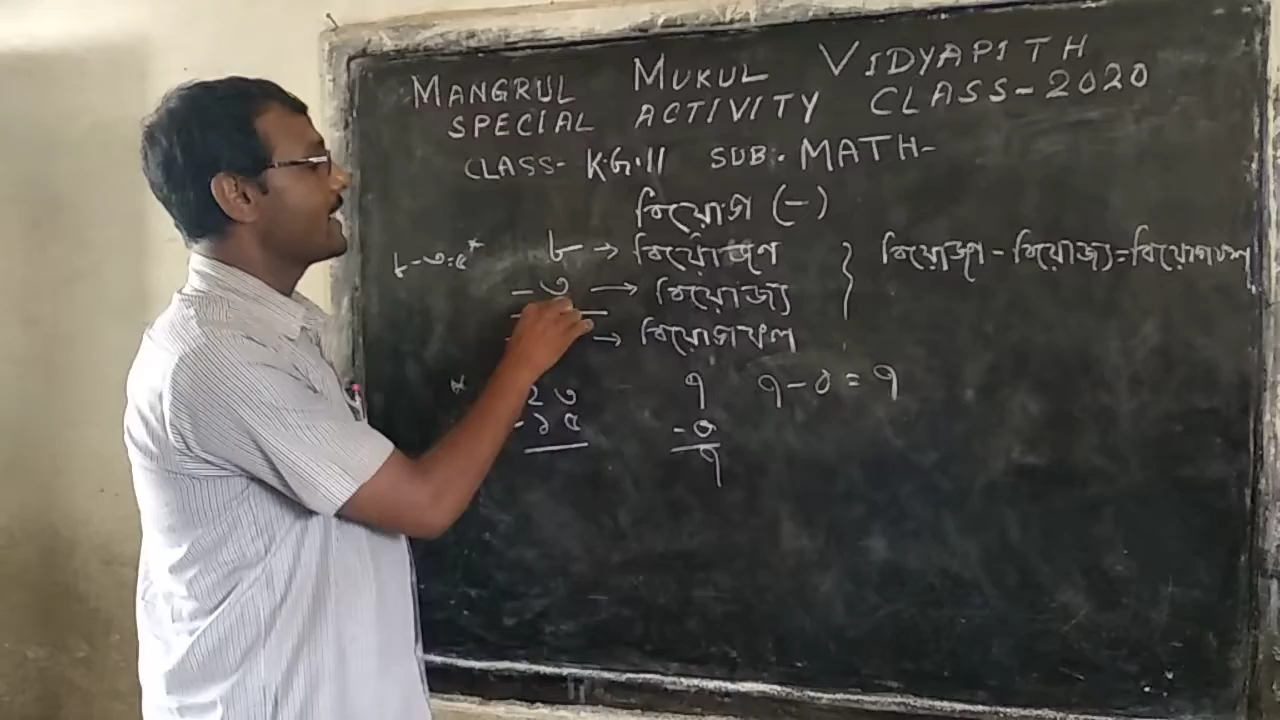 MANGRUL MUKUL VIDYAPITH
SPECIAL ACTIVITY CLASS-2020
CLASS- K.G.II SUB:- MATH-
বিয়োগ (-)
৮-৩=৫*
৮ → বিয়োজন } বিয়োজন - বিয়োজ্য = বিয়োগফল
- ৩ → বিয়োজ্য
→ বিয়োগফল
* ২৩
- ১৫
৭ ৭-০=৭
-০
৭